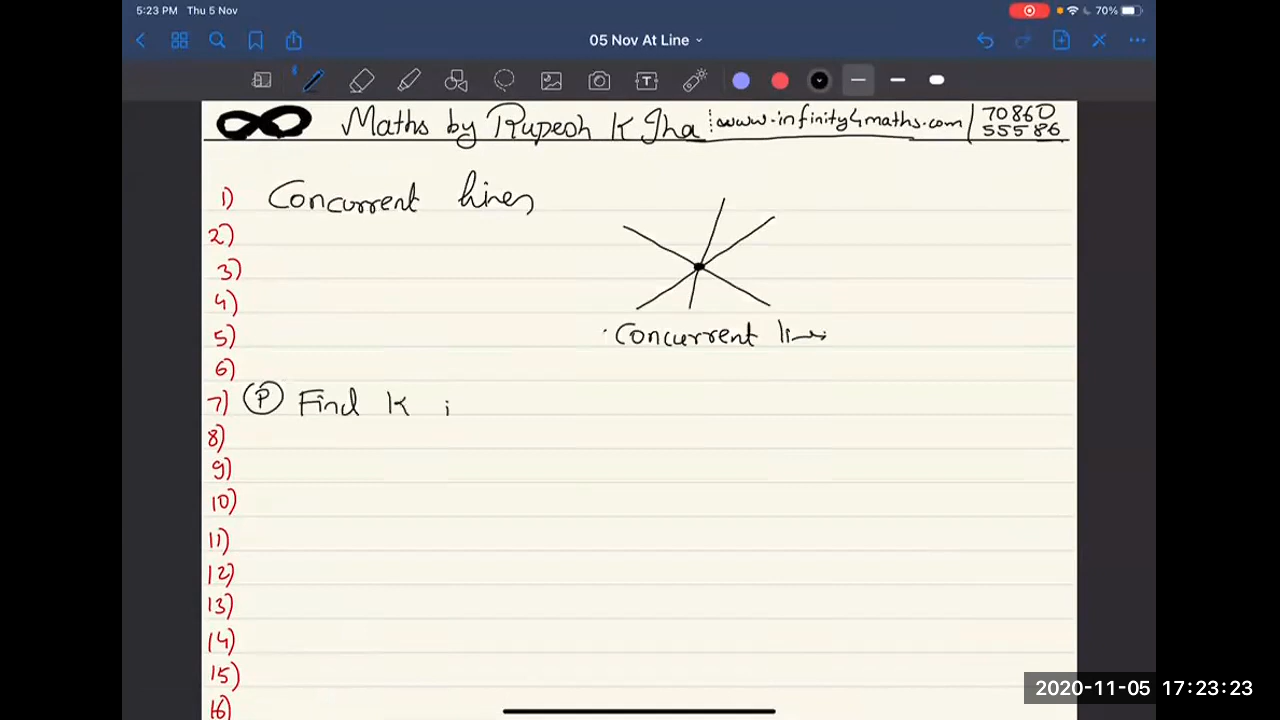 5:23 PM Thu 5 Nov
70%
05 Nov At Line
Maths by Rupesh K Jha www.infinity4maths.com 70860 55586
1) Concurrent lines
2)
3)
4)
Concurrent lines
5)
6)
7) P Find K i
8)
9)
10)
11)
12)
13)
14)
15)
16)
2020-11-05 17:23:23